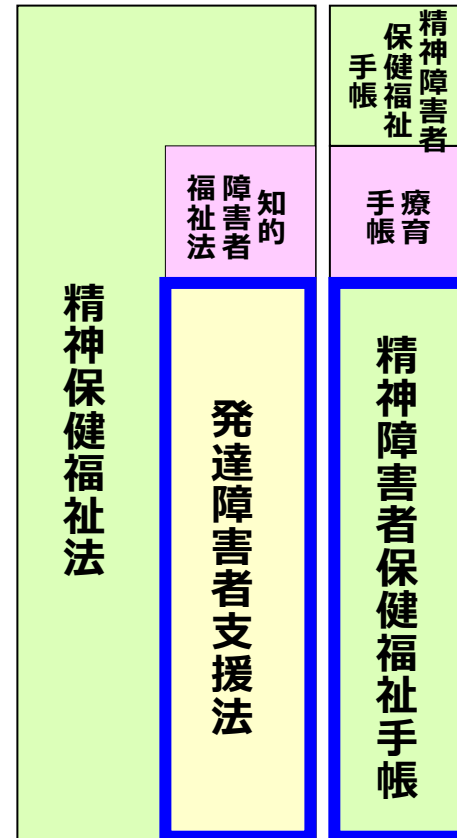 精神保健福祉法
知的
障害者
福祉法
発達障害者支援法
精神障害者
保健福祉
手帳
療育
手帳
精神障害者保健福祉手帳